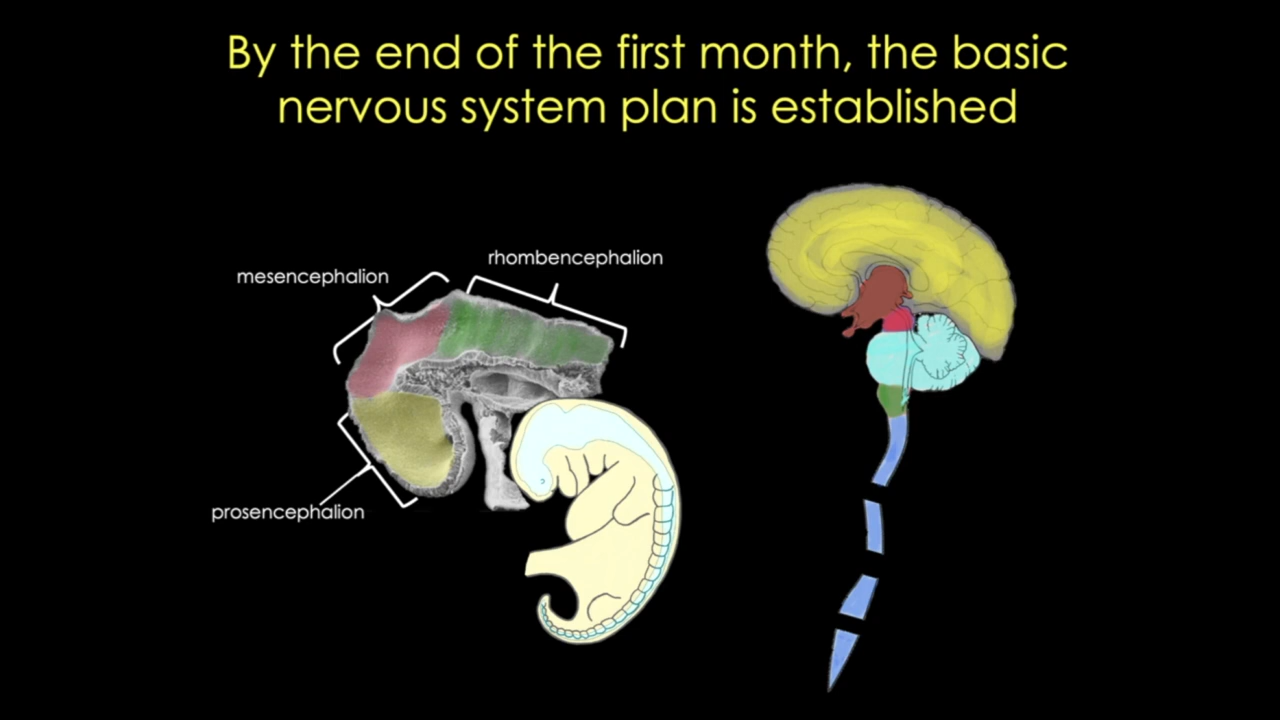 By the end of the first month, the basic
nervous system plan is established
rhombencephalion
mesencephalion
prosencephalion